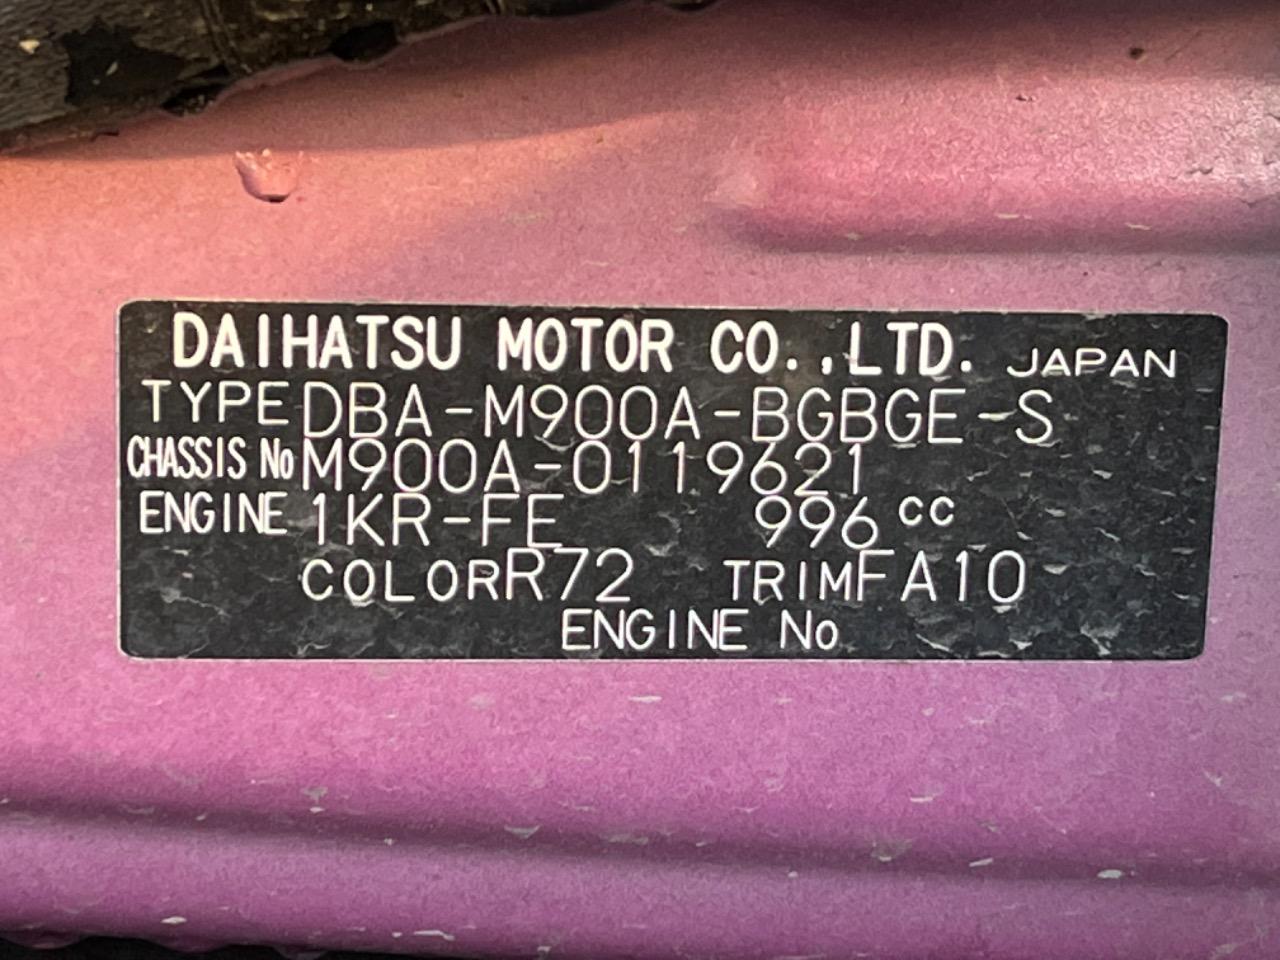 DAIHATSU MOTOR CO.,LTD. JAPAN
TYPE DBA-M900A-BGBGE-S
CHASSIS No M900A-0119621
ENGINE 1KR-FE 996 cc
COLOR R72 TRIM FA10
ENGINE No